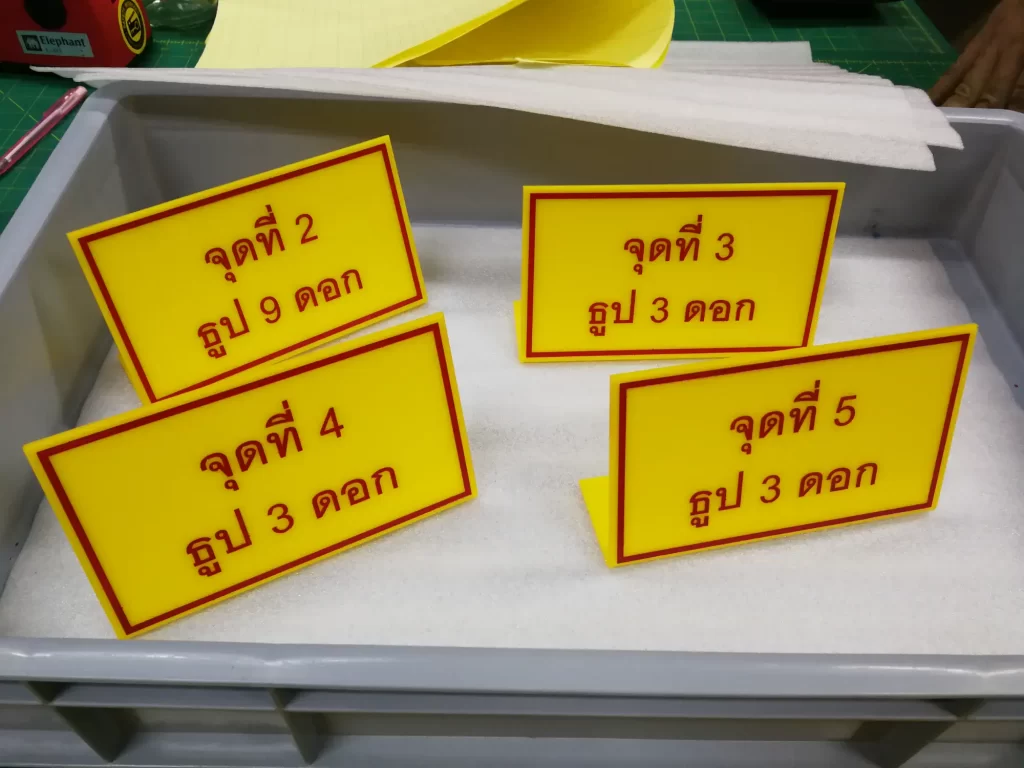 Elephant
จุดที่ 2
ธูป 9 ดอก
จุดที่ 3
ธูป 3 ดอก
จุดที่ 4
ธูป 3 ดอก
จุดที่ 5
ธูป 3 ดอก